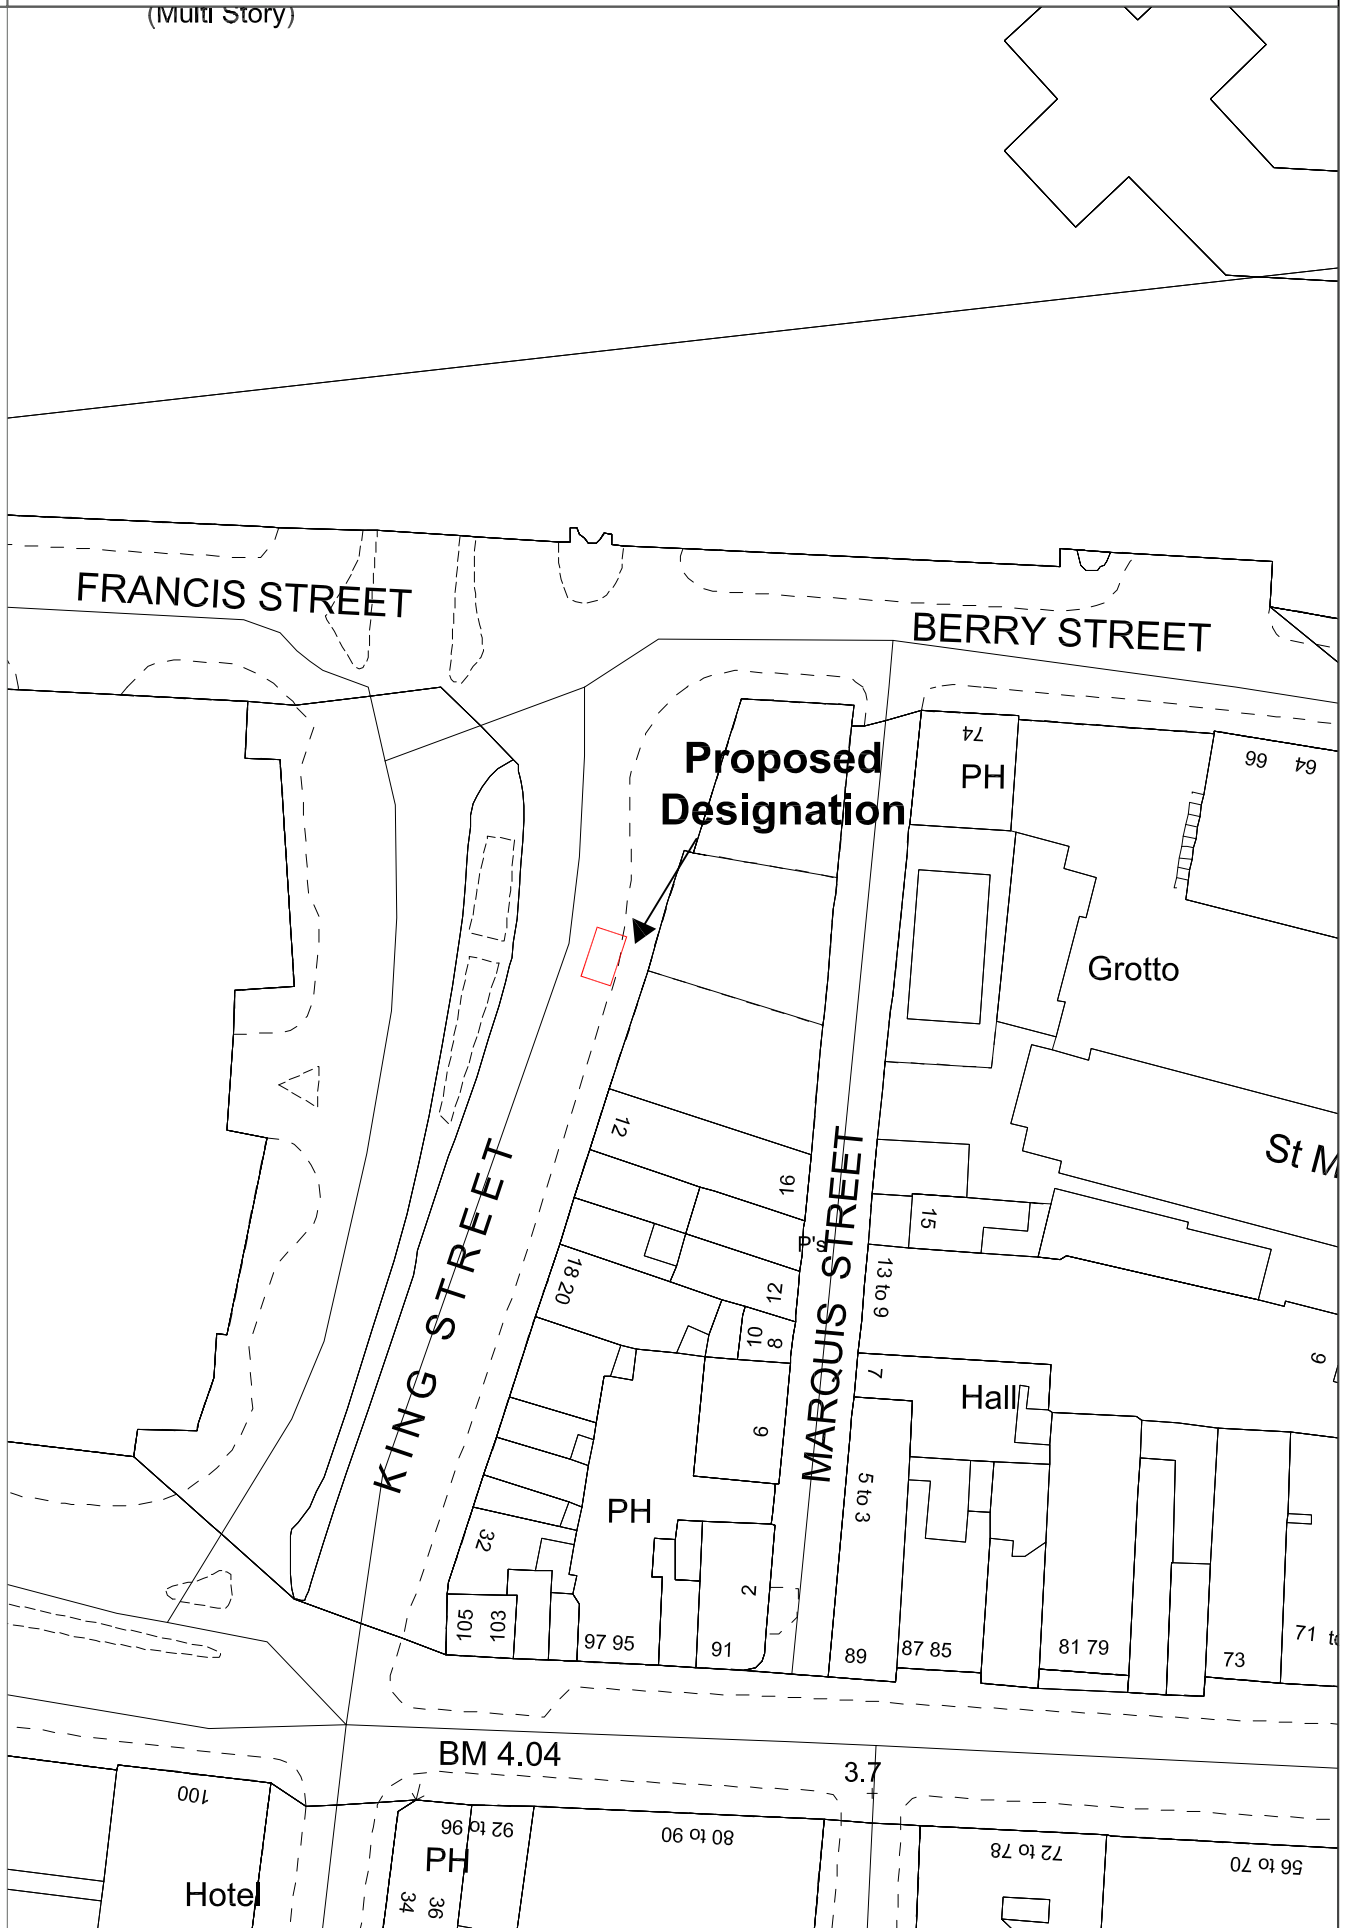 (Multi Story)
FRANCIS STREET
BERRY STREET
74
PH
66
64
Proposed
Designation
Grotto
12
16
St M
15
P's
KING STREET
MARQUIS STREET
18 20
12
13 to 9
10
8
7
9
Hall
6
5 to 3
PH
32
2
105
103
97 95
91
89
87 85
81 79
73
71 to
BM 4.04
3.7
100
92 to 96
80 to 90
72 to 78
56 to 70
PH
Hotel
34
36